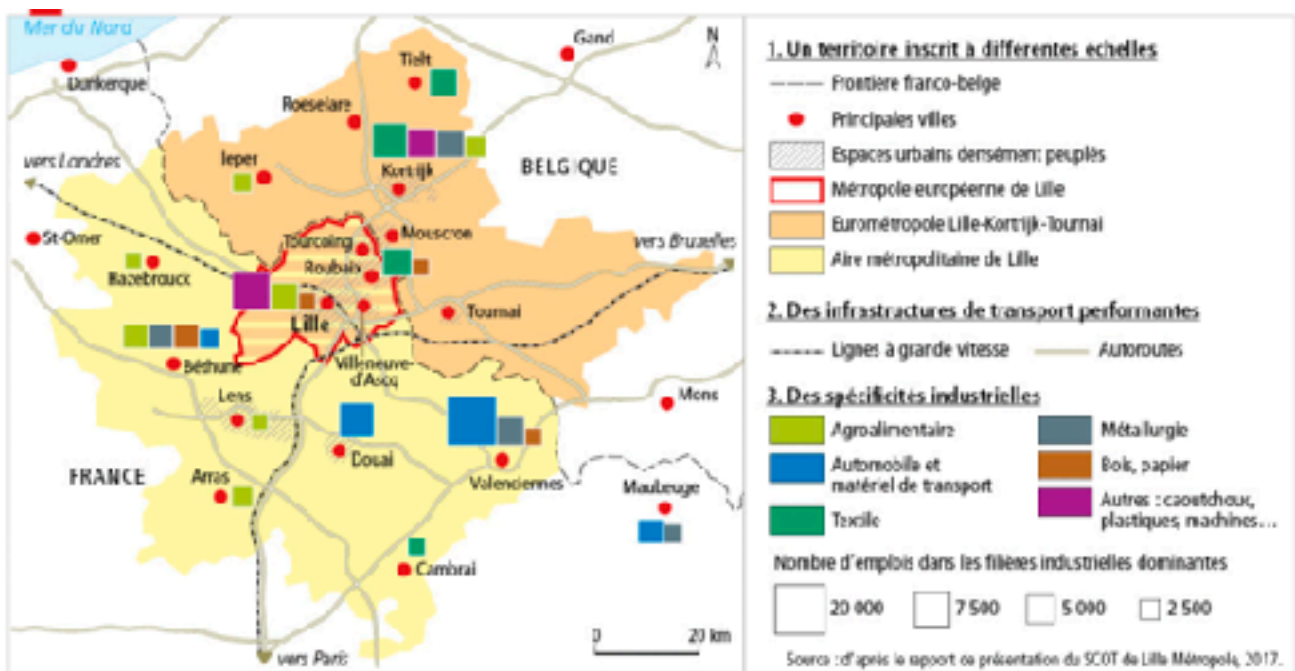 Mer du Nord
Dunkerque
Gand
N
Tielt
Roeselare
vers Londres
Ieper
Kortrijk
BELGIQUE
St-Omer
Tourcoing
Mouscron
vers Bruxelles
Hazebrouck
Roubaix
Lille
Tournai
Béthune
Villeneuve-
d'Ascq
Mons
Lens
Douai
FRANCE
Arras
Valenciennes
Maubeuge
Cambrai
vers Paris
0
20 km
1. Un territoire inscrit à différentes échelles
Frontière franco-belge
Principales villes
Espaces urbains densément peuplés
Métropole européenne de Lille
Eurométropole Lille-Kortrijk-Tournai
Aire métropolitaine de Lille
2. Des infrastructures de transport performantes
Lignes à grande vitesse
Autoroutes
3. Des spécificités industrielles
Agroalimentaire
Métallurgie
Automobile et
matériel de transport
Bois, papier
Textile
Autres : caoutchouc,
plastiques, machines...
Nombre d'emplois dans les filières industrielles dominantes
20 000
7 500
5 000
2 500
Source : d'après le rapport de présentation du SCOT de Lille Métropole, 2017.